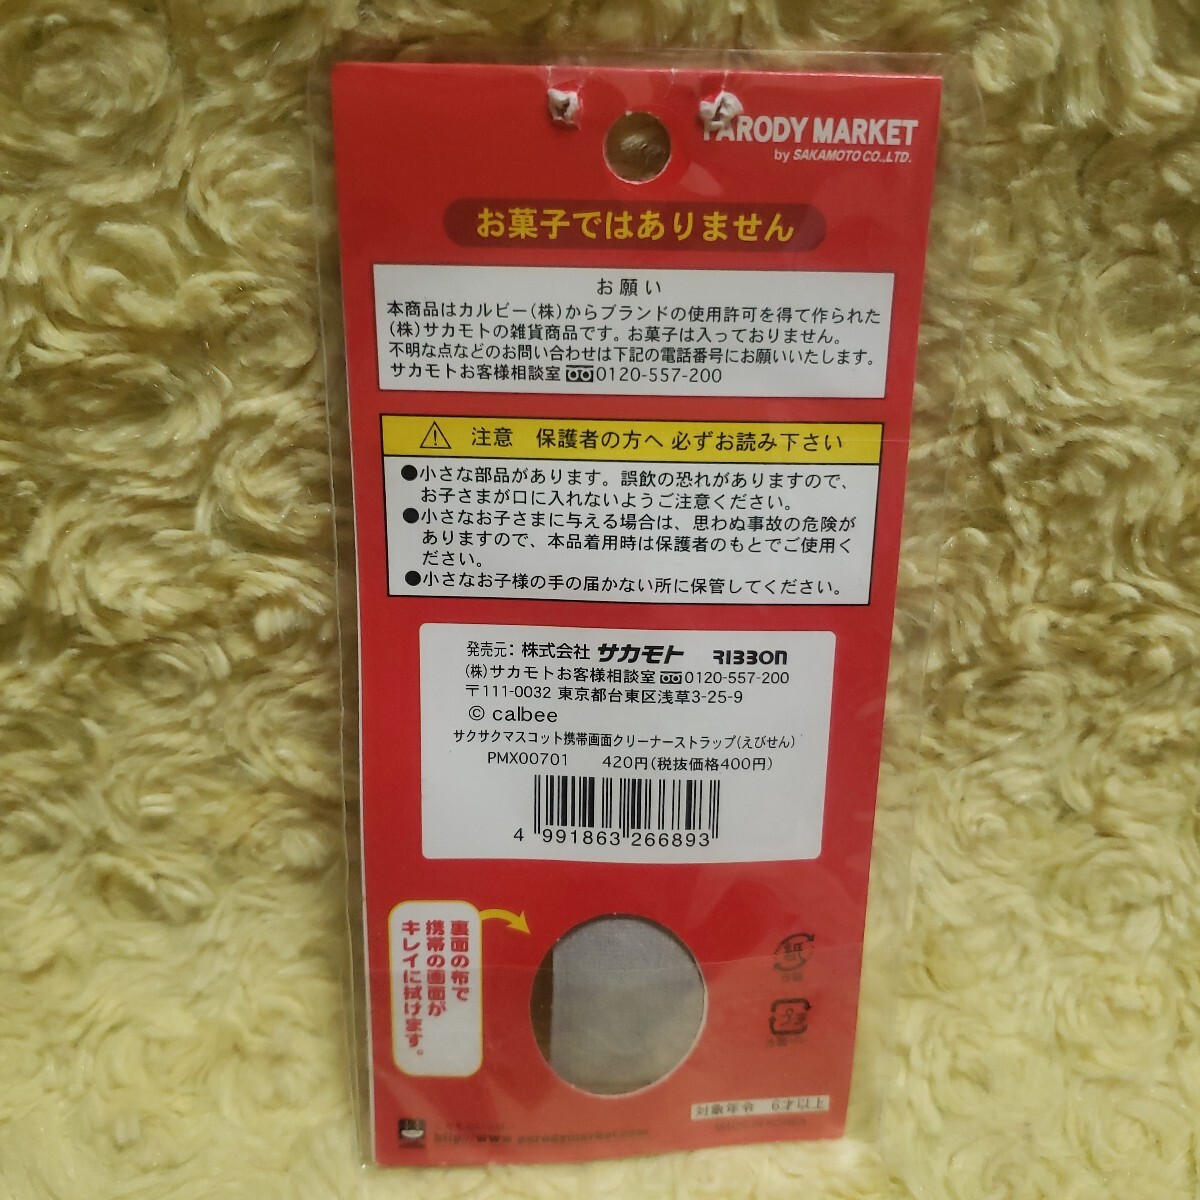 PARODY MARKET
by SAKAMOTO CO.,LTD.
お菓子ではありません
お願い
本商品はカルビー(株)からブランドの使用許可を得て作られた
(株)サカモトの雑貨商品です。お菓子は入っておりません。
不明な点などのお問い合わせは下記の電話番号にお願いいたします。
サカモトお客様相談室 0120-557-200
注意 保護者の方へ 必ずお読み下さい
●小さな部品があります。誤飲の恐れがありますので、
お子さまが口に入れないようご注意ください。
●小さなお子さまに与える場合は、思わぬ事故の危険が
ありますので、本品着用時は保護者のもとでご使用く
ださい。
●小さなお子様の手の届かない所に保管してください。
発売元: 株式会社 サカモト RIBBON
(株)サカモトお客様相談室 0120-557-200
〒111-0032 東京都台東区浅草3-25-9
© calbee
サクサクマスコット携帯画面クリーナーストラップ(えびせん)
PMX00701 420円(税抜価格400円)
4 991863 266893
裏面の布で
携帯の画面が
キレイに拭けます。
紙
プラ
対象年令 6才以上
http://www.parodymarket.com